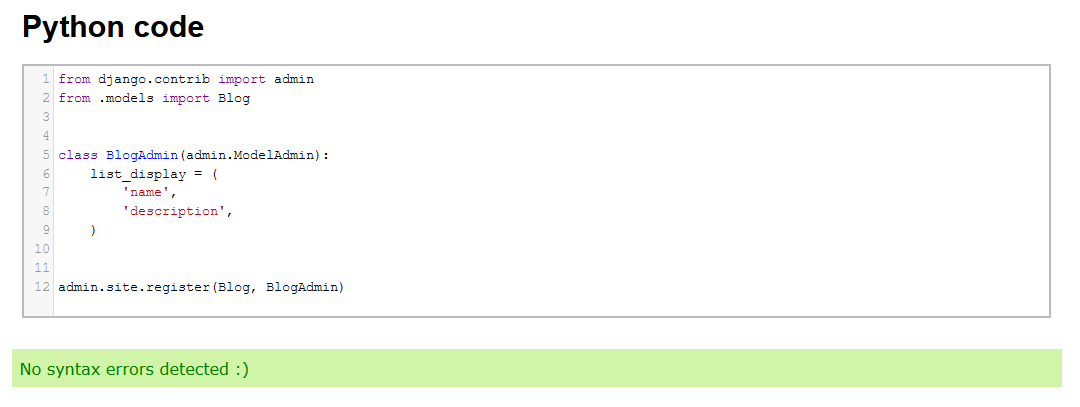 Python code
1 from django.contrib import admin
2 from .models import Blog
3
4
5 class BlogAdmin(admin.ModelAdmin):
6     list_display = (
7         'name',
8         'description',
9     )
10
11
12 admin.site.register(Blog, BlogAdmin)
No syntax errors detected :)